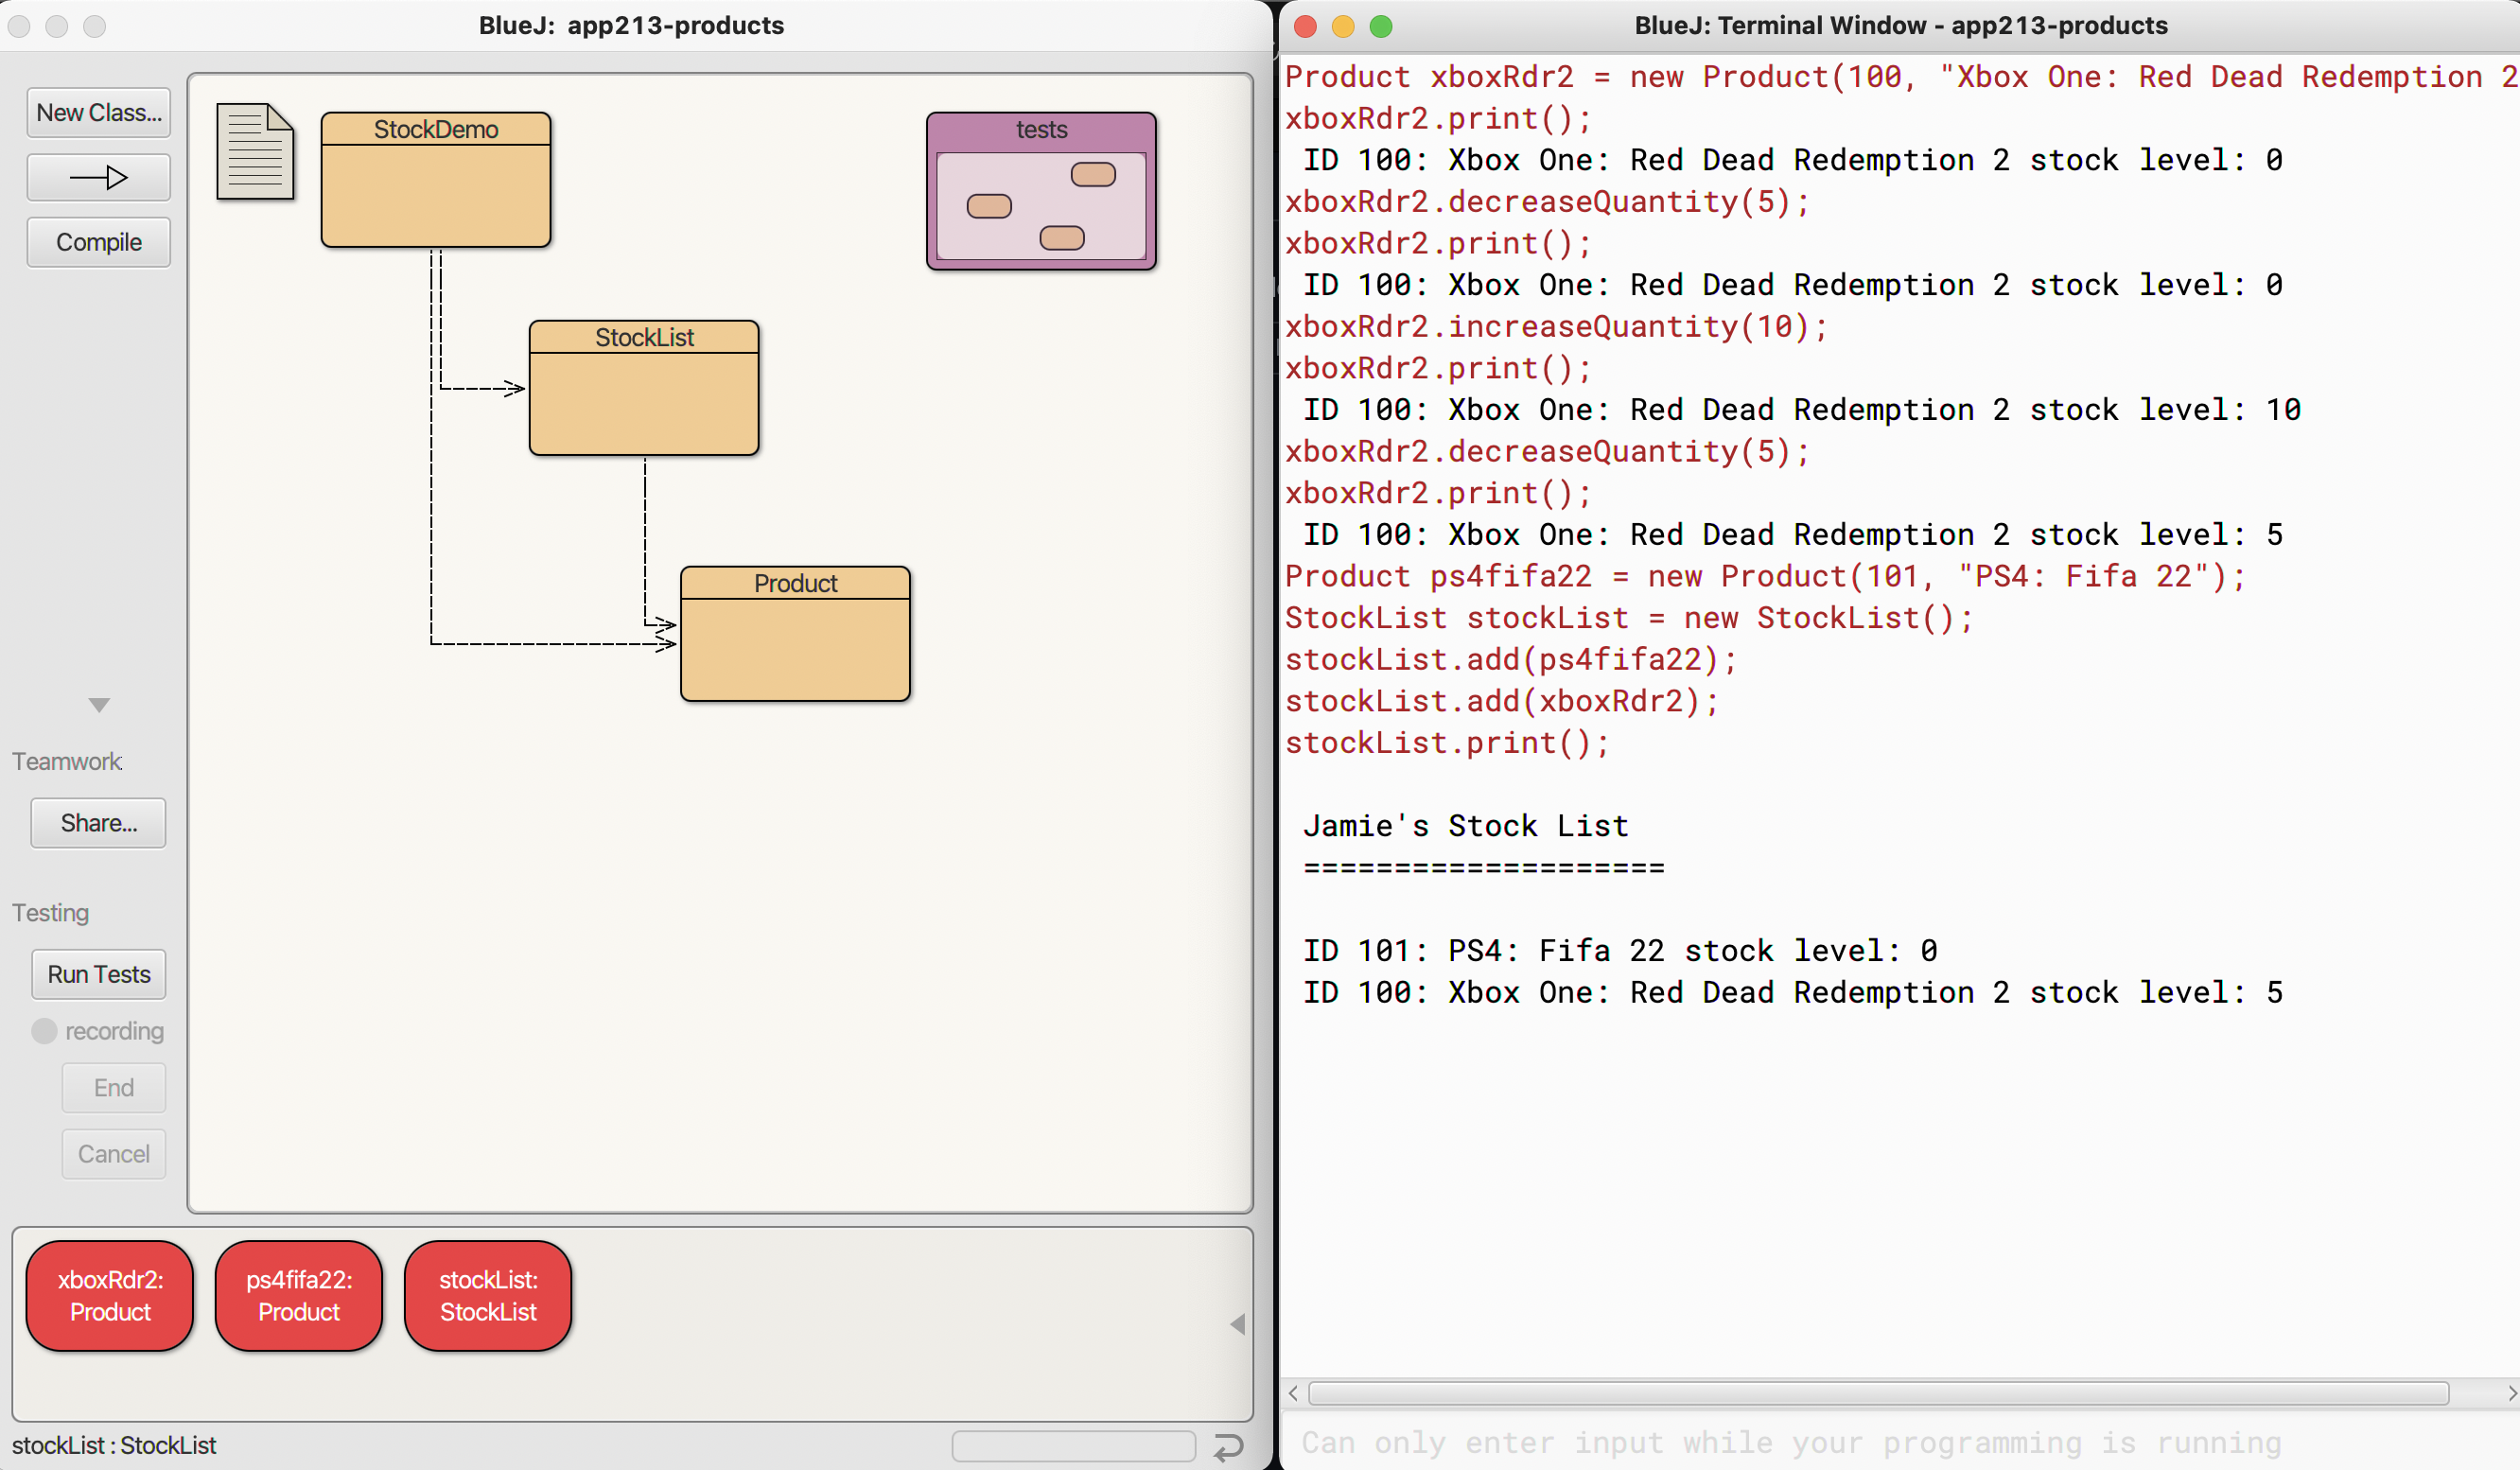 BlueJ: app213-products
New Class...
Compile
Teamwork:
Share...
Testing
Run Tests
recording
End
Cancel
StockDemo
tests
StockList
Product
xboxRdr2:
Product
ps4fifa22:
Product
stockList:
StockList
stockList : StockList
BlueJ: Terminal Window - app213-products
Product xboxRdr2 = new Product(100, "Xbox One: Red Dead Redemption 2
xboxRdr2.print();
ID 100: Xbox One: Red Dead Redemption 2 stock level: 0
xboxRdr2.decreaseQuantity(5);
xboxRdr2.print();
ID 100: Xbox One: Red Dead Redemption 2 stock level: 0
xboxRdr2.increaseQuantity(10);
xboxRdr2.print();
ID 100: Xbox One: Red Dead Redemption 2 stock level: 10
xboxRdr2.decreaseQuantity(5);
xboxRdr2.print();
ID 100: Xbox One: Red Dead Redemption 2 stock level: 5
Product ps4fifa22 = new Product(101, "PS4: Fifa 22");
StockList stockList = new StockList();
stockList.add(ps4fifa22);
stockList.add(xboxRdr2);
stockList.print();
Jamie's Stock List
====================
ID 101: PS4: Fifa 22 stock level: 0
ID 100: Xbox One: Red Dead Redemption 2 stock level: 5
Can only enter input while your programming is running